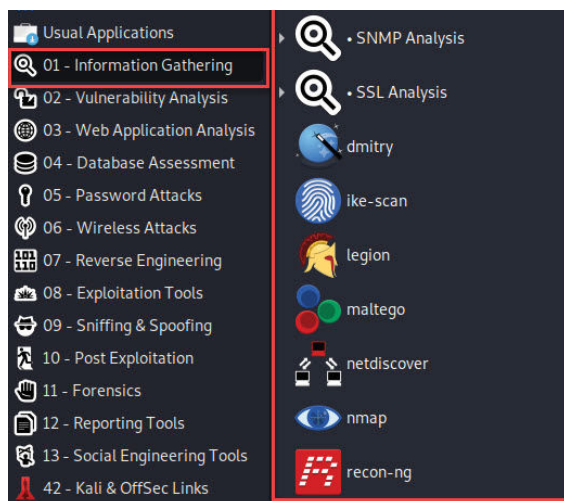 Usual Applications
01 - Information Gathering
02 - Vulnerability Analysis
03 - Web Application Analysis
04 - Database Assessment
05 - Password Attacks
06 - Wireless Attacks
07 - Reverse Engineering
08 - Exploitation Tools
09 - Sniffing & Spoofing
10 - Post Exploitation
11 - Forensics
12 - Reporting Tools
13 - Social Engineering Tools
42 - Kali & OffSec Links
• SNMP Analysis
• SSL Analysis
dmitry
ike-scan
legion
maltego
netdiscover
nmap
recon-ng